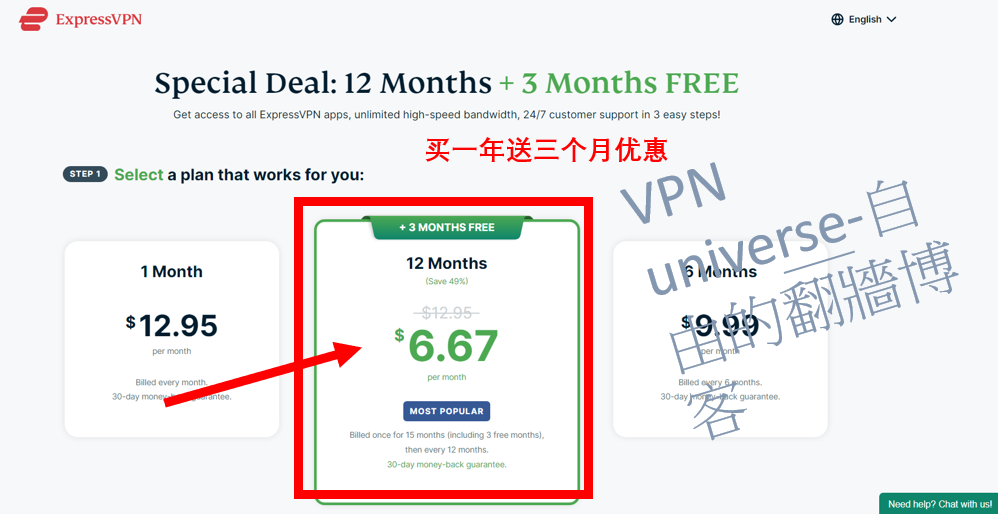 ExpressVPN
English
Special Deal: 12 Months + 3 Months FREE
Get access to all ExpressVPN apps, unlimited high-speed bandwidth, 24/7 customer support in 3 easy steps!
买一年送三个月优惠
STEP 1 Select a plan that works for you:
1 Month
$12.95
per month
Billed every month.
30-day money-back guarantee.
+ 3 MONTHS FREE
12 Months
(Save 49%)
$12.95
$6.67
per month
MOST POPULAR
Billed once for 15 months (including 3 free months),
then every 12 months.
30-day money-back guarantee.
6 Months
$9.99
per month
Billed every 6 months.
30-day money-back guarantee.
VPN
universe-自
由的翻牆博
客
Need help? Chat with us!